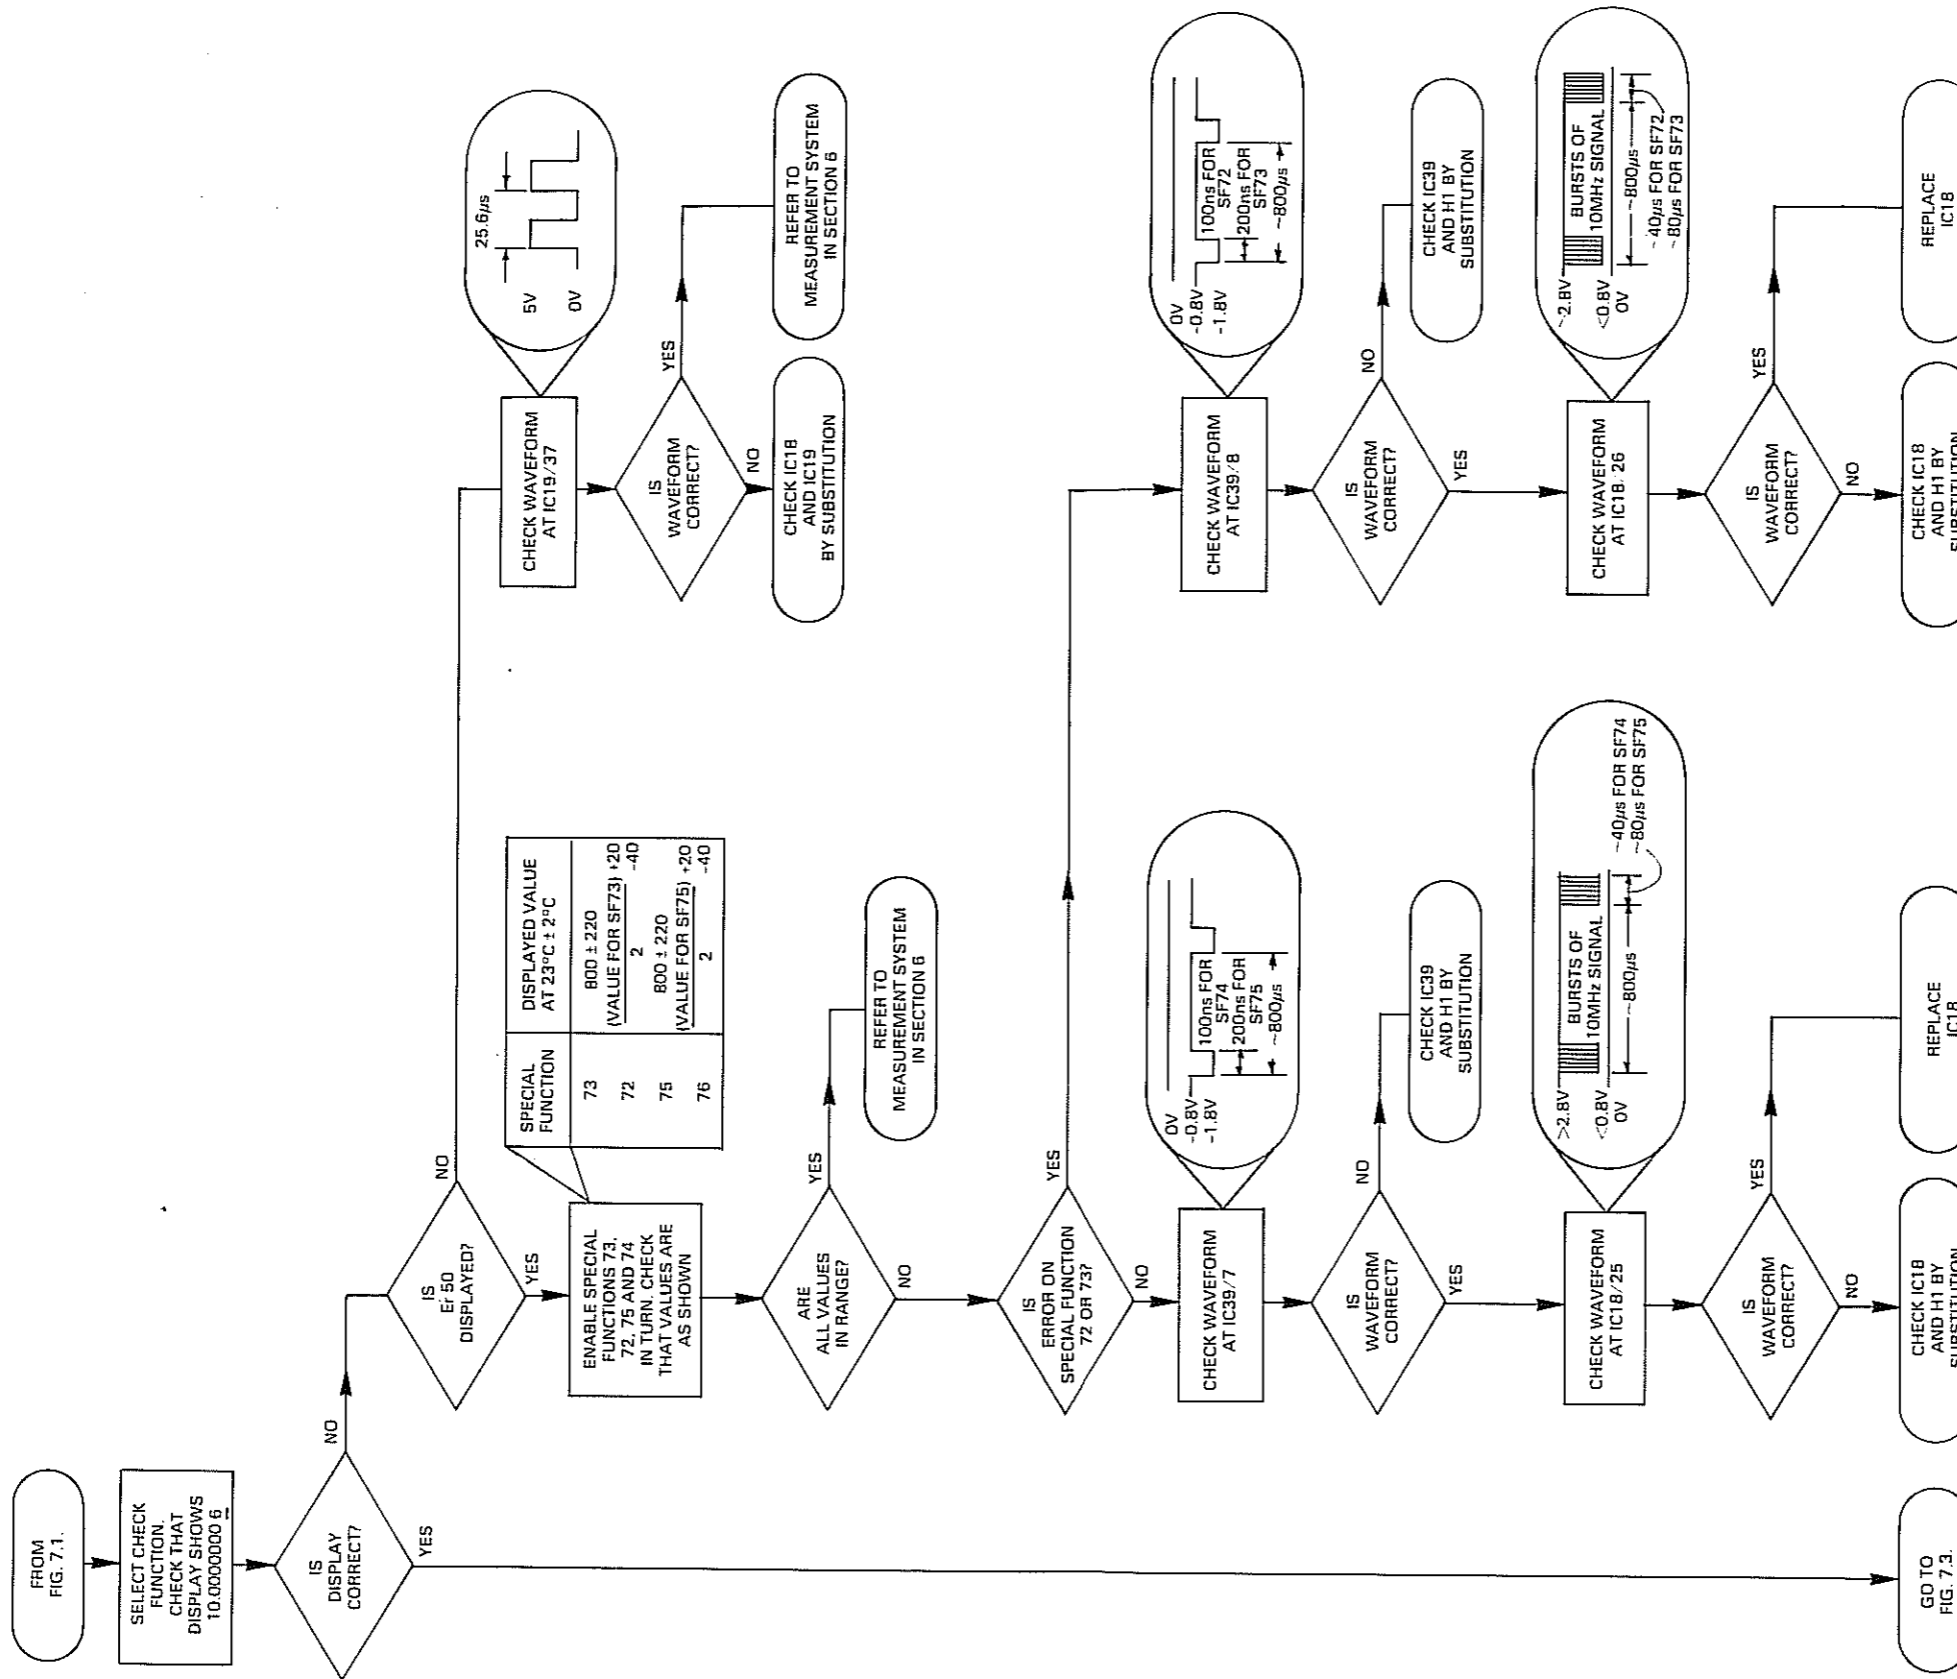 FROM
FIG. 7.1.
SELECT CHECK
FUNCTION.
CHECK THAT
DISPLAY SHOWS
10.0000000 6
IS
DISPLAY
CORRECT?
NO
YES
GO TO
FIG. 7.3.
IS
Er 50
DISPLAYED?
NO
YES
ENABLE SPECIAL
FUNCTIONS 73,
72, 75 AND 74
IN TURN. CHECK
THAT VALUES ARE
AS SHOWN
SPECIAL
FUNCTION
DISPLAYED VALUE
AT 23°C ± 2°C
73
800 ± 220
72
(VALUE FOR SF73) +20
2 -40
75
800 ± 220
76
(VALUE FOR SF75) +20
2 -40
ARE
ALL VALUES
IN RANGE?
YES
NO
REFER TO
MEASUREMENT SYSTEM
IN SECTION 6
IS
ERROR ON
SPECIAL FUNCTION
72 OR 73?
YES
NO
CHECK WAVEFORM
AT IC39/7
0V
-0.8V
-1.8V
100ns FOR
SF74
200ns FOR
SF75
~800µs
IS
WAVEFORM
CORRECT?
NO
YES
CHECK IC39
AND H1 BY
SUBSTITUTION
CHECK WAVEFORM
AT IC18/25
>2.8V
<0.8V
0V
BURSTS OF
10MHz SIGNAL
~800µs
~40µs FOR SF74
~80µs FOR SF75
IS
WAVEFORM
CORRECT?
YES
NO
REPLACE
IC18
CHECK IC18
AND H1 BY
SUBSTITUTION
CHECK WAVEFORM
AT IC19/37
25.6µs
5V
0V
IS
WAVEFORM
CORRECT?
YES
NO
REFER TO
MEASUREMENT SYSTEM
IN SECTION 6
CHECK IC18
AND IC19
BY SUBSTITUTION
CHECK WAVEFORM
AT IC39/8
0V
-0.8V
-1.8V
100ns FOR
SF72
200ns FOR
SF73
~800µs
IS
WAVEFORM
CORRECT?
NO
YES
CHECK IC39
AND H1 BY
SUBSTITUTION
CHECK WAVEFORM
AT IC18/26
~2.8V
<0.8V
0V
BURSTS OF
10MHz SIGNAL
~800µs
~40µs FOR SF72,
~80µs FOR SF73
IS
WAVEFORM
CORRECT?
YES
NO
REPLACE
IC18
CHECK IC18
AND H1 BY
SUBSTITUTION